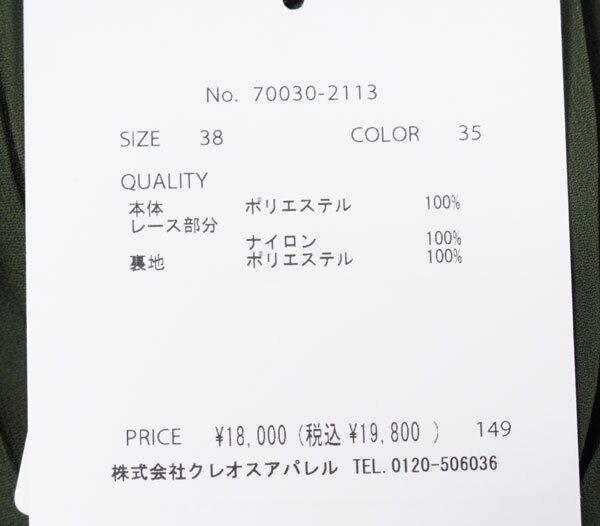 No. 70030-2113
SIZE 38 COLOR 35
QUALITY
本体 ポリエステル 100%
レース部分
ナイロン 100%
裏地 ポリエステル 100%
PRICE ¥18,000 (税込 ¥19,800 ) 149
株式会社クレオスアパレル TEL. 0120-506036